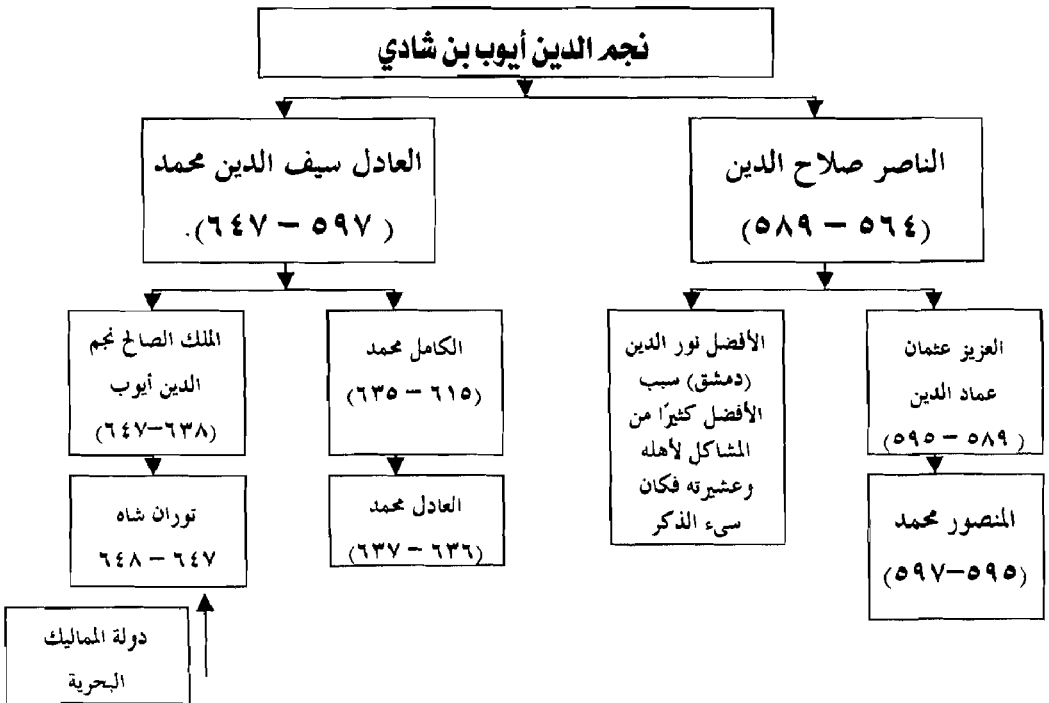 نجم الدين أيوب بن شادي
الناصر صلاح الدين
(٥٦٤ – ٥٨٩)
العادل سيف الدين محمد
(٥٩٧ – ٦٤٧).
العزيز عثمان
عماد الدين
(٥٨٩ – ٥٩٥)
الأفضل نور الدين
(دمشق) سبب
الأفضل كثيرًا من
المشاكل لأهله
وعشيرته فكان
سىء الذكر
الكامل محمد
(٦١٥ – ٦٣٥)
الملك الصالح نجم
الدين أيوب
(٦٣٨–٦٤٧)
المنصور محمد
(٥٩٥–٥٩٧)
العادل محمد
(٦٣٦ – ٦٣٧)
توران شاه
٦٤٧ – ٦٤٨
دولة المماليك
البحرية